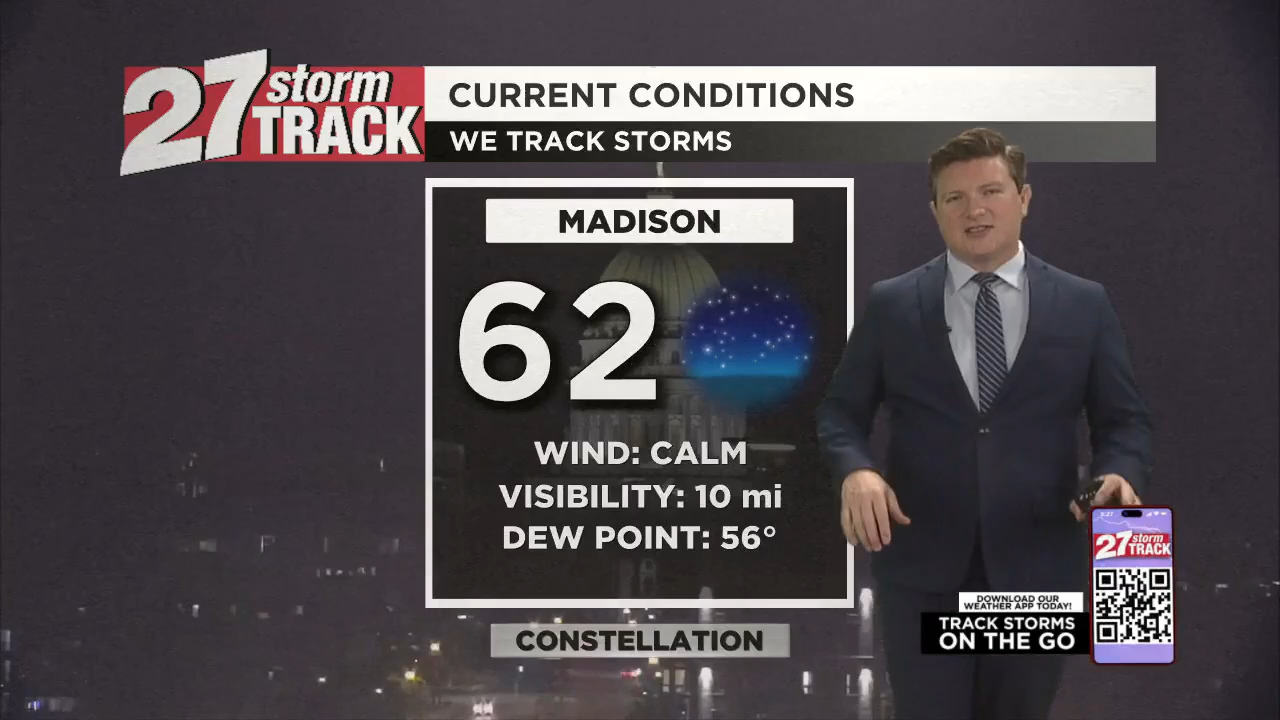 27 storm TRACK
CURRENT CONDITIONS
WE TRACK STORMS
MADISON
62
WIND: CALM
VISIBILITY: 10 mi
DEW POINT: 56°
CONSTELLATION
DOWNLOAD OUR
WEATHER APP TODAY!
TRACK STORMS
ON THE GO
27 storm TRACK